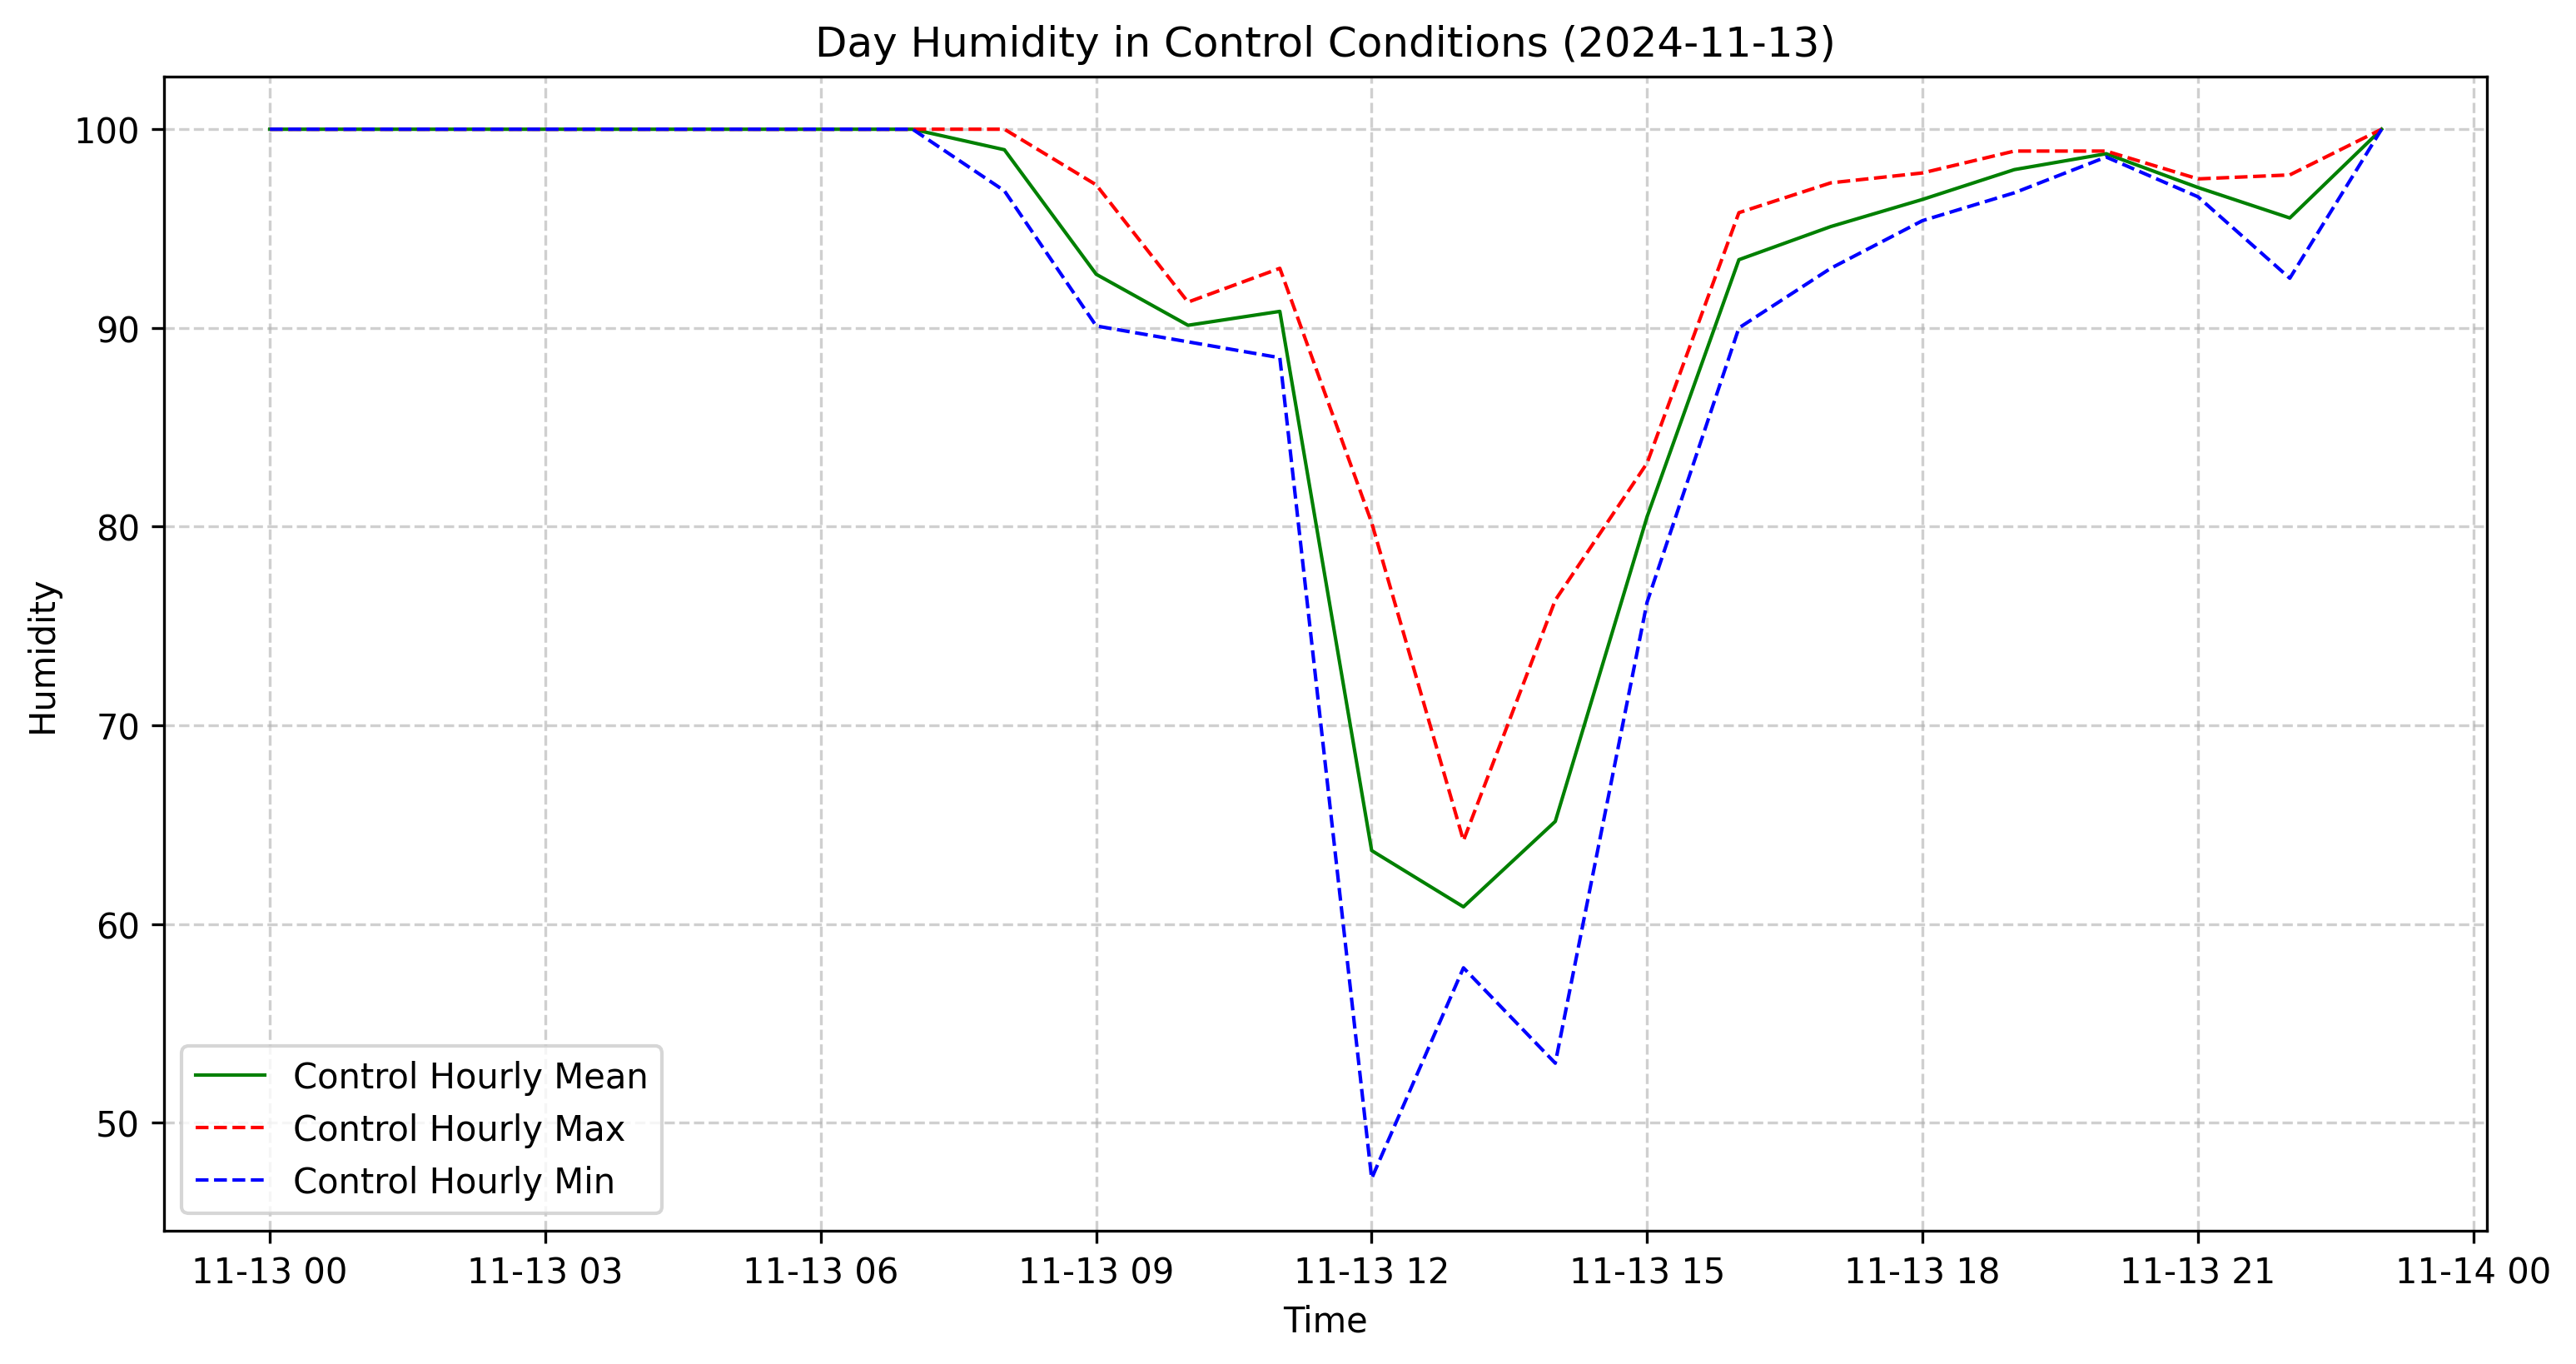 Day Humidity in Control Conditions (2024-11-13)
100
90
80
70
60
50
Humidity
Control Hourly Mean
Control Hourly Max
Control Hourly Min
11-13 00
11-13 03
11-13 06
11-13 09
11-13 12
11-13 15
11-13 18
11-13 21
11-14 00
Time